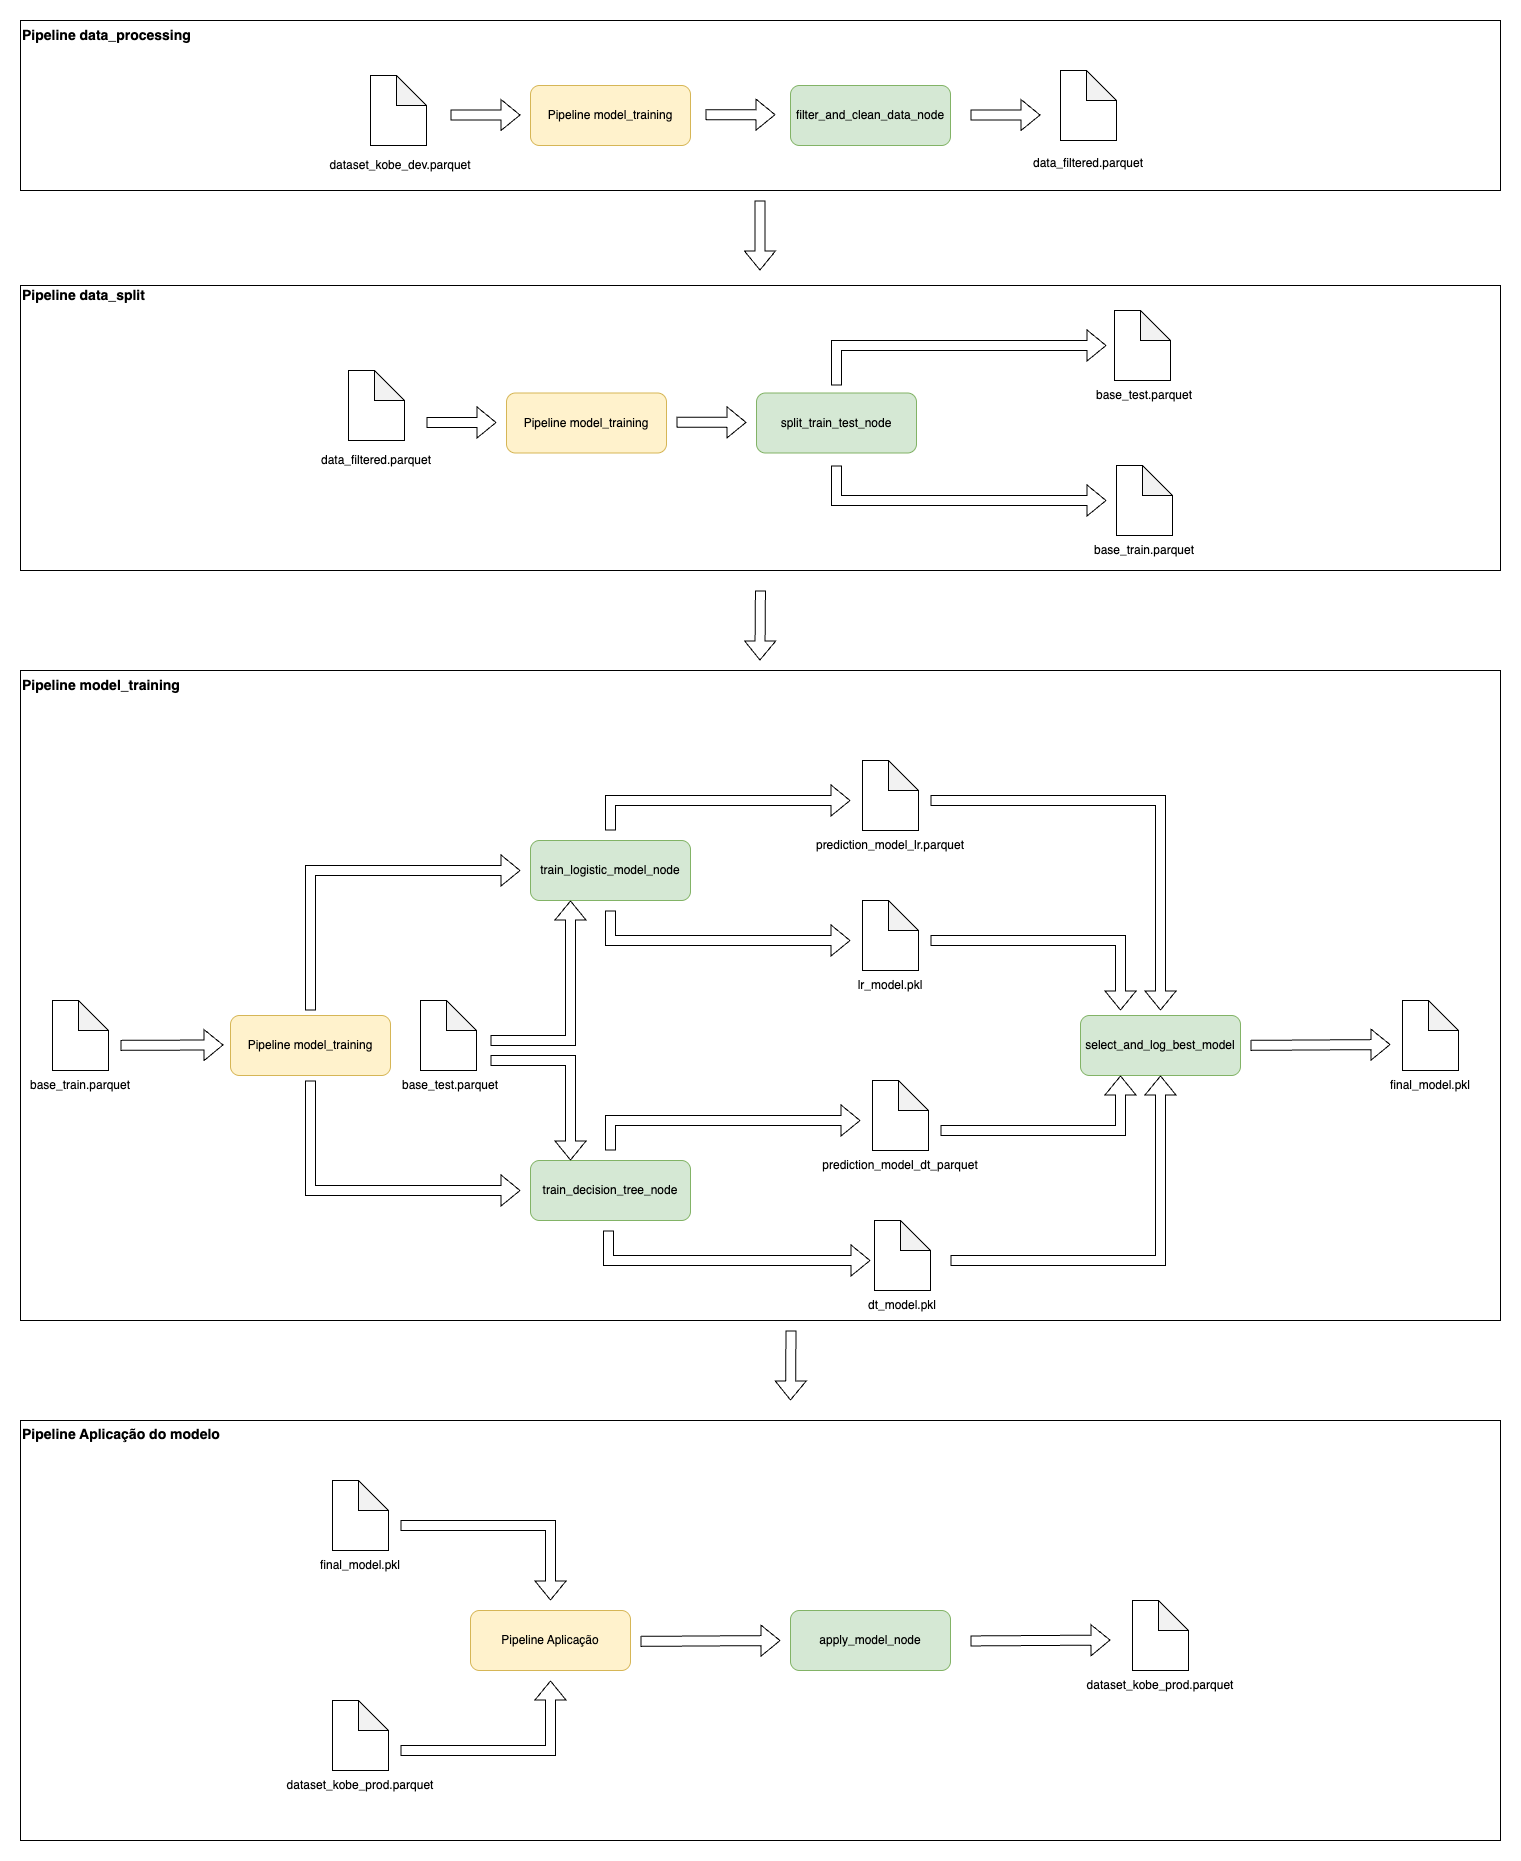 Pipeline data_processing
dataset_kobe_dev.parquet
Pipeline model_training
filter_and_clean_data_node
data_filtered.parquet
Pipeline data_split
data_filtered.parquet
Pipeline model_training
split_train_test_node
base_test.parquet
base_train.parquet
Pipeline model_training
prediction_model_lr.parquet
train_logistic_model_node
lr_model.pkl
base_train.parquet
Pipeline model_training
base_test.parquet
select_and_log_best_model
final_model.pkl
prediction_model_dt_parquet
train_decision_tree_node
dt_model.pkl
Pipeline Aplicação do modelo
final_model.pkl
Pipeline Aplicação
apply_model_node
dataset_kobe_prod.parquet
dataset_kobe_prod.parquet